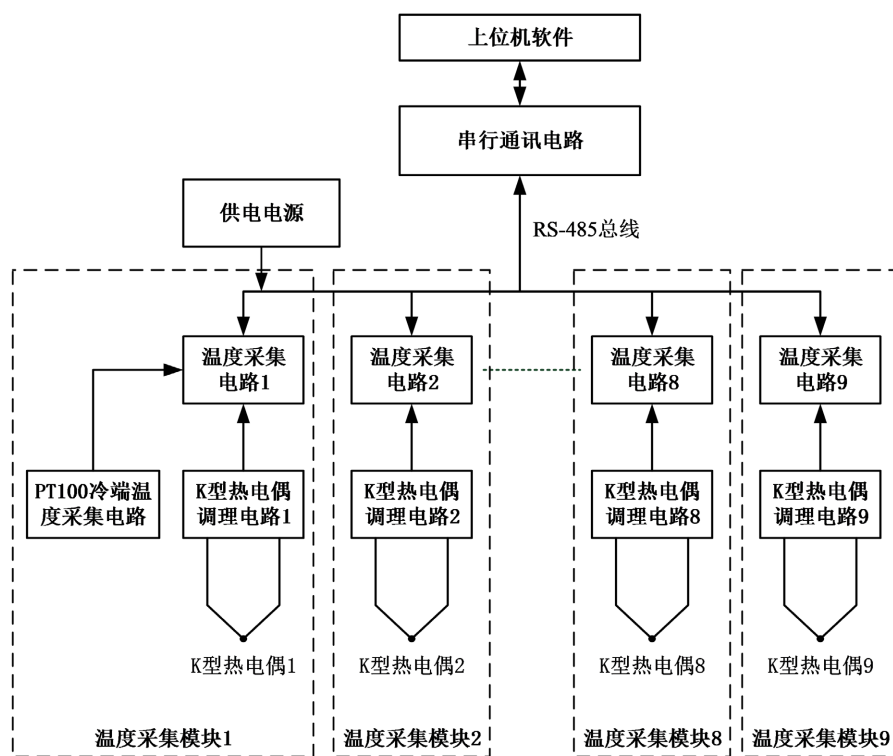 上位机软件
串行通讯电路
供电电源
RS-485总线
温度采集
电路1
温度采集
电路2
温度采集
电路8
温度采集
电路9
PT100冷端温
度采集电路
K型热电偶
调理电路1
K型热电偶
调理电路2
K型热电偶
调理电路8
K型热电偶
调理电路9
K型热电偶1
K型热电偶2
K型热电偶8
K型热电偶9
温度采集模块1
温度采集模块2
温度采集模块8
温度采集模块9